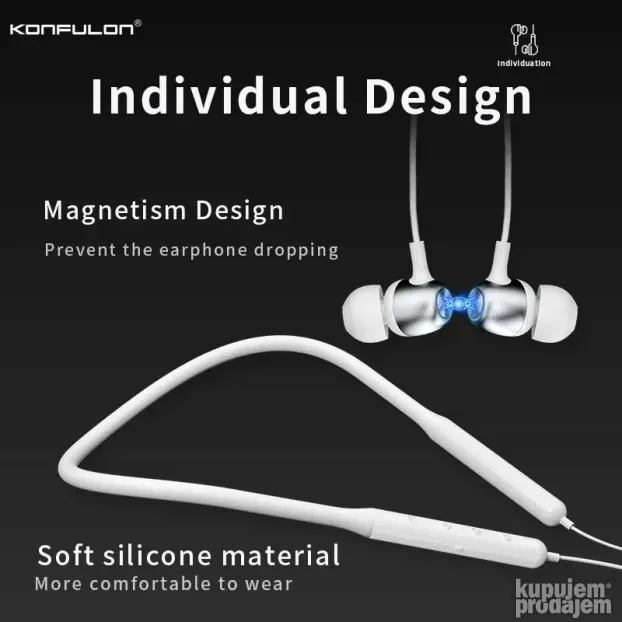 KONFULON®
Individuation
Individual Design
Magnetism Design
Prevent the earphone dropping
Soft silicone material
More comfortable to wear
kupujem
prodajem